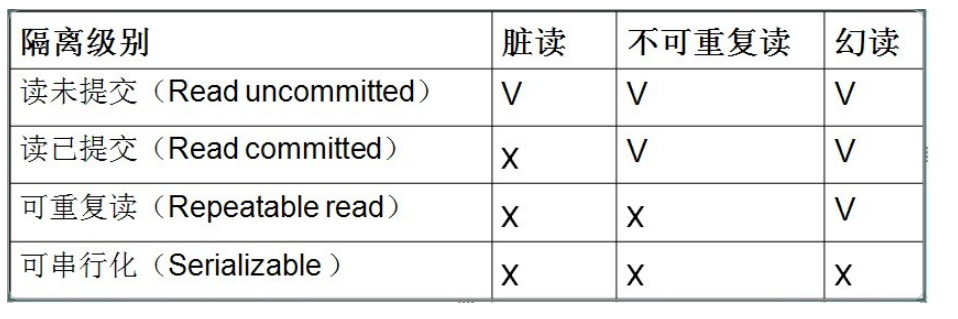 隔离级别 脏读 不可重复读 幻读
读未提交（Read uncommitted） V V V
读已提交（Read committed） x V V
可重复读（Repeatable read） x x V
可串行化（Serializable ） x x x